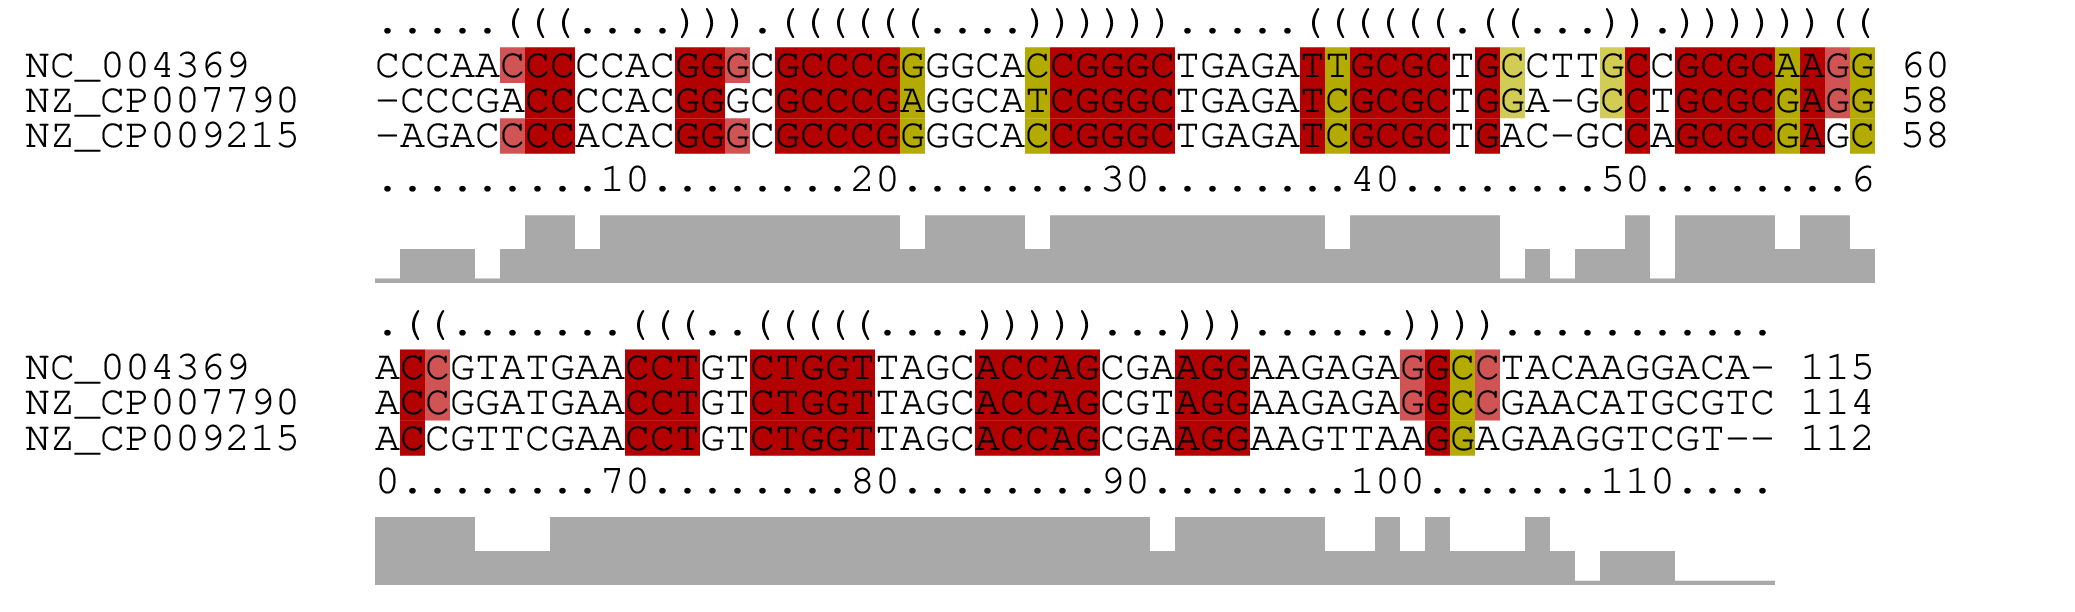 .....(((....))).((((((....)))))).....((((((.((...)).))))))((
NC_004369 CCCAACCCCCACGGGCGCCCGGGGCACCGGGCTGAGATTGCGCTGCCTTGCCGCGCAAGG 60
NZ_CP007790 -CCCGACCCCACGGGCGCCCGAGGCATCGGGCTGAGATCGCGCTGGA-GCCTGCGCGAGG 58
NZ_CP009215 -AGACCCCACACGGGCGCCCGGGGCACCGGGCTGAGATCGCGCTGAC-GCCAGCGCGAGC 58
.........10........20........30........40........50........6
.((.......(((..(((((....)))))...)))......))))...........
NC_004369 ACCGTATGAACCTGTCTGGTTAGCACCAGCGAAGGAAGAGAGGCCTACAAGGACA- 115
NZ_CP007790 ACCGGATGAACCTGTCTGGTTAGCACCAGCGTAGGAAGAGAGGCCGAACATGCGTC 114
NZ_CP009215 ACCGTTCGAACCTGTCTGGTTAGCACCAGCGAAGGAAGTTAAGGAGAAGGTCGT-- 112
0........70........80........90........100.......110....